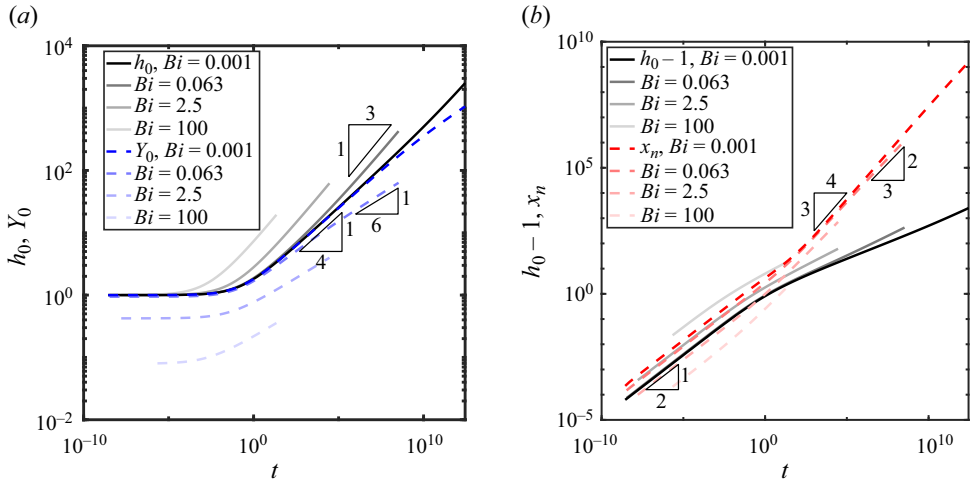 (a)
10^4
10^2
10^0
10^−2
h_0, Y_0
h_0, Bi = 0.001
Bi = 0.063
Bi = 2.5
Bi = 100
Y_0, Bi = 0.001
Bi = 0.063
Bi = 2.5
Bi = 100
3
1
1
6
1
4
10^−10
10^0
10^10
t
(b)
10^10
10^5
10^0
10^−5
h_0 − 1, x_n
h_0 − 1, Bi = 0.001
Bi = 0.063
Bi = 2.5
Bi = 100
x_n, Bi = 0.001
Bi = 0.063
Bi = 2.5
Bi = 100
4
3
2
3
1
2
10^−10
10^0
10^10
t